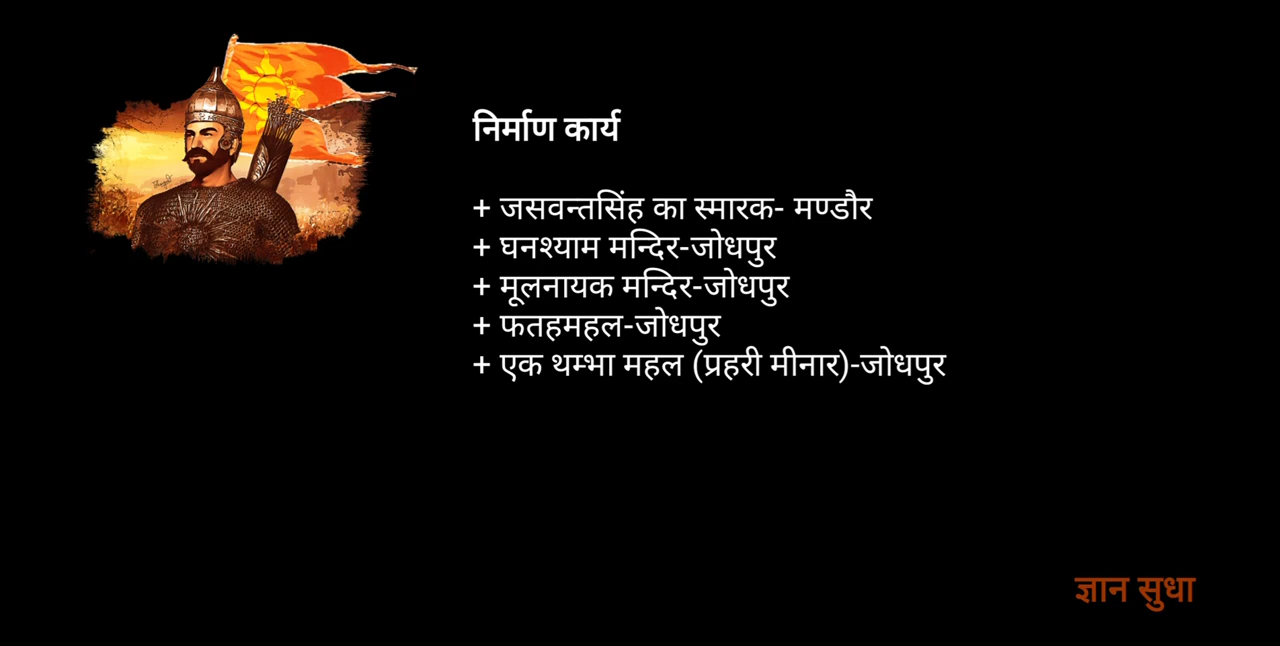 निर्माण कार्य
+ जसवन्तसिंह का स्मारक- मण्डौर
+ घनश्याम मन्दिर-जोधपुर
+ मूलनायक मन्दिर-जोधपुर
+ फतहमहल-जोधपुर
+ एक थम्भा महल (प्रहरी मीनार)-जोधपुर
ज्ञान सुधा